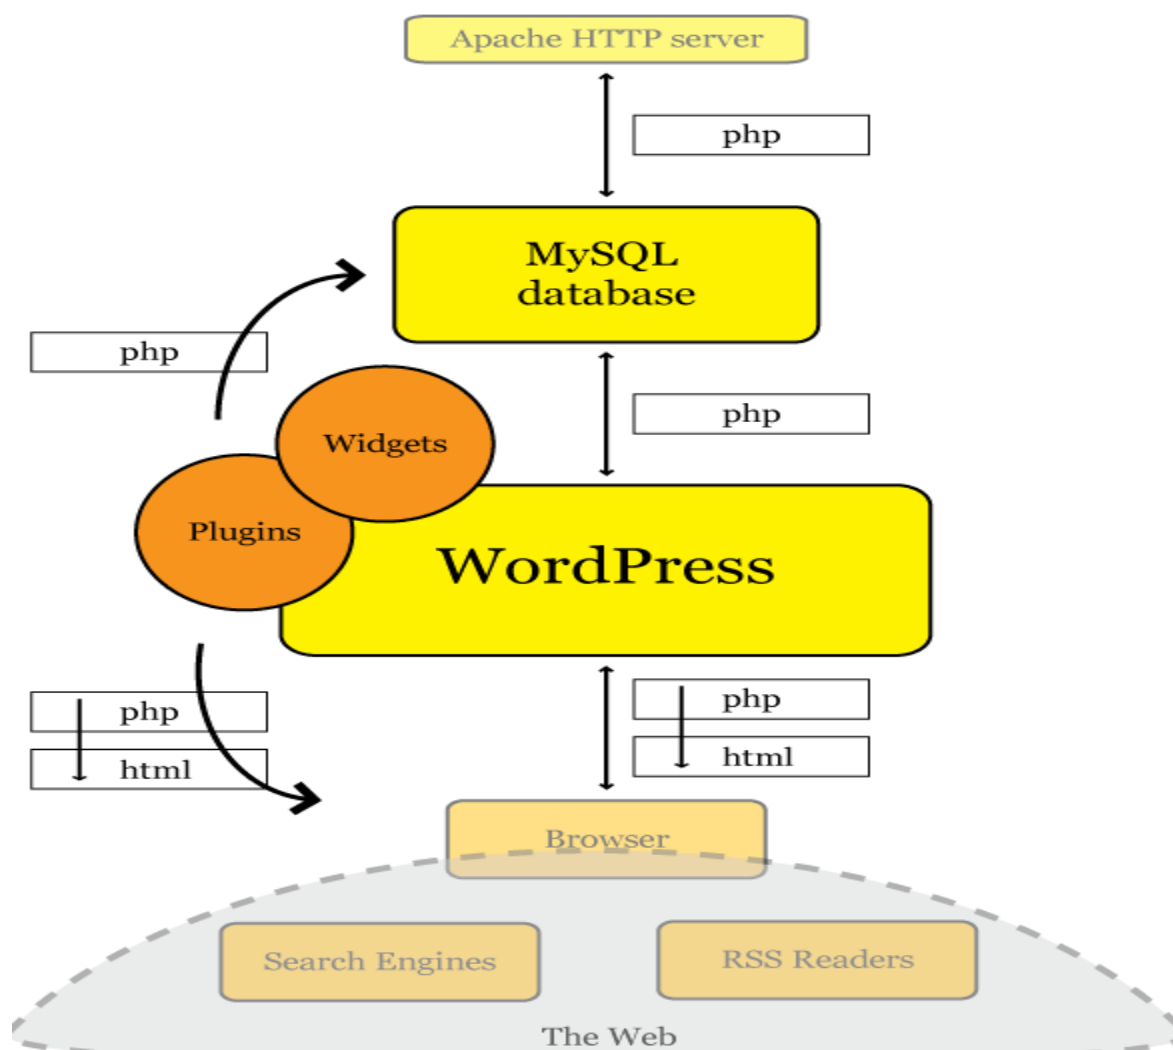 Apache HTTP server
php
MySQL
database
php
php
Widgets
Plugins
WordPress
php
html
php
html
Browser
Search Engines
RSS Readers
The Web